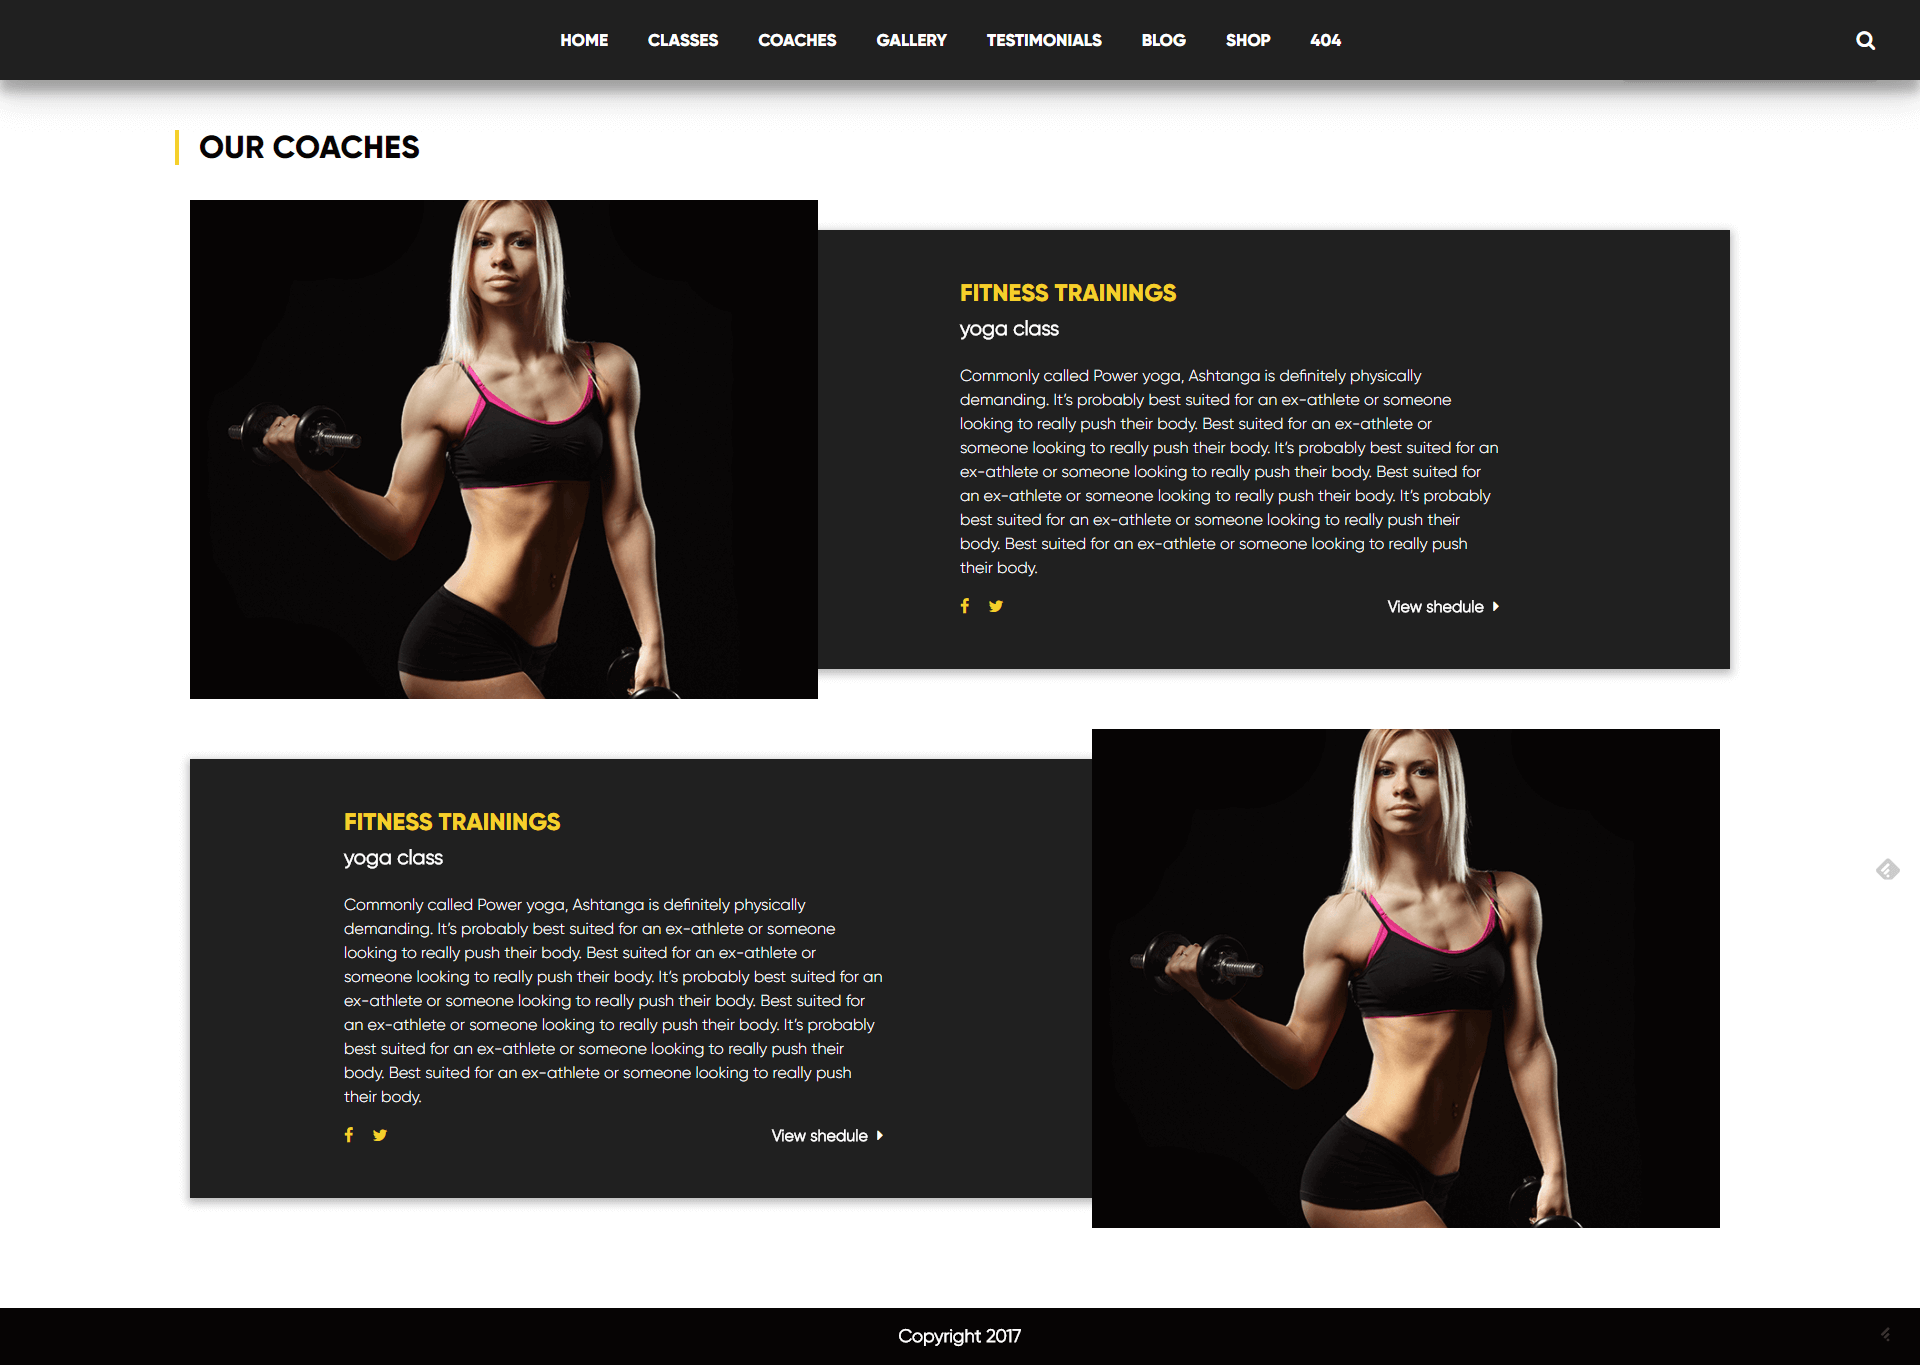 HOME CLASSES COACHES GALLERY TESTIMONIALS BLOG SHOP 404
OUR COACHES
FITNESS TRAININGS
yoga class
Commonly called Power yoga, Ashtanga is definitely physically
demanding. It's probably best suited for an ex-athlete or someone
looking to really push their body. Best suited for an ex-athlete or
someone looking to really push their body. It's probably best suited for an
ex-athlete or someone looking to really push their body. Best suited for
an ex-athlete or someone looking to really push their body. It's probably
best suited for an ex-athlete or someone looking to really push their
body. Best suited for an ex-athlete or someone looking to really push
their body.
View shedule
FITNESS TRAININGS
yoga class
Commonly called Power yoga, Ashtanga is definitely physically
demanding. It's probably best suited for an ex-athlete or someone
looking to really push their body. Best suited for an ex-athlete or
someone looking to really push their body. It's probably best suited for an
ex-athlete or someone looking to really push their body. Best suited for
an ex-athlete or someone looking to really push their body. It's probably
best suited for an ex-athlete or someone looking to really push their
body. Best suited for an ex-athlete or someone looking to really push
their body.
View shedule
Copyright 2017